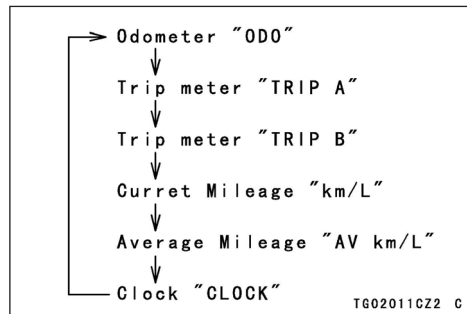 Odometer "ODO"
Trip meter "TRIP A"
Trip meter "TRIP B"
Curret Mileage "km/L"
Average Mileage "AV km/L"
Clock "CLOCK"
TG02011CZ2 C